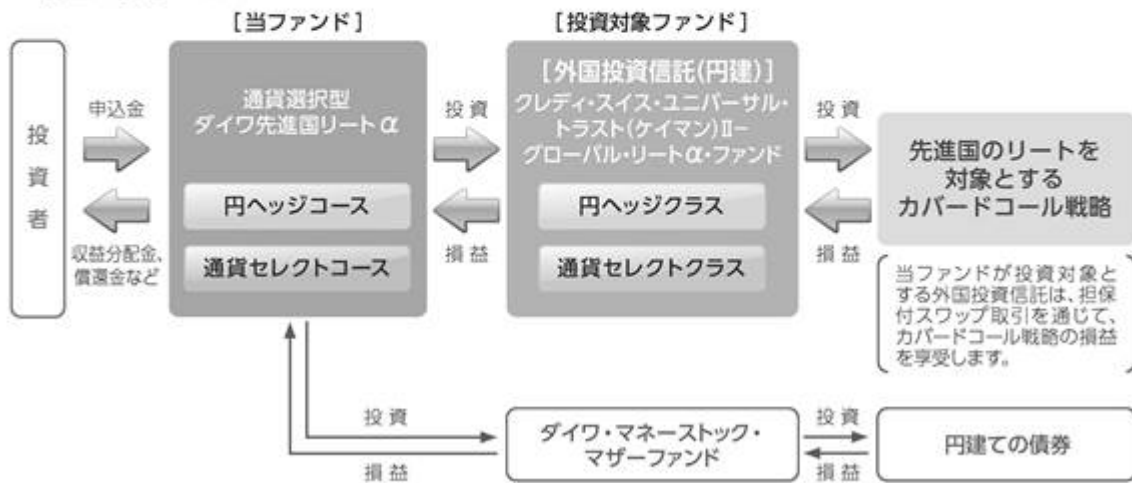 [当ファンド]
[投資対象ファンド]
投資者
申込金
収益分配金、
償還金など
通貨選択型
ダイワ先進国リートα
円ヘッジコース
通貨セレクトコース
投資
損益
[外国投資信託(円建)]
クレディ・スイス・ユニバーサル・
トラスト(ケイマン)Ⅱ－
グローバル・リートα・ファンド
円ヘッジクラス
通貨セレクトクラス
投資
損益
先進国のリートを
対象とする
カバードコール戦略
当ファンドが投資対象と
する外国投資信託は、担保
付スワップ取引を通じて、
カバードコール戦略の損益
を享受します。
投資
損益
ダイワ・マネーストック・
マザーファンド
投資
損益
円建ての債券